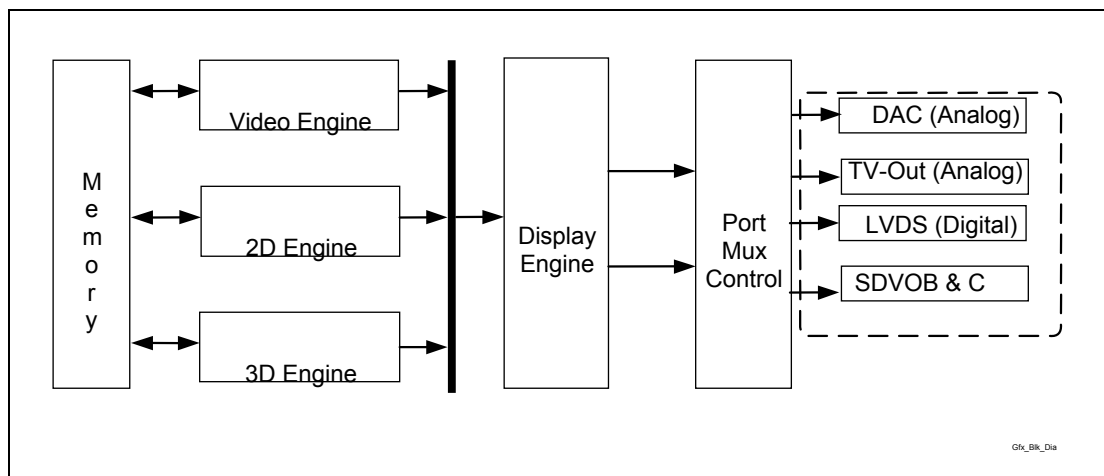 Memory
Video Engine
2D Engine
3D Engine
Display
Engine
Port
Mux
Control
DAC (Analog)
TV-Out (Analog)
LVDS (Digital)
SDVOB & C
Gfx_Blk_Dia